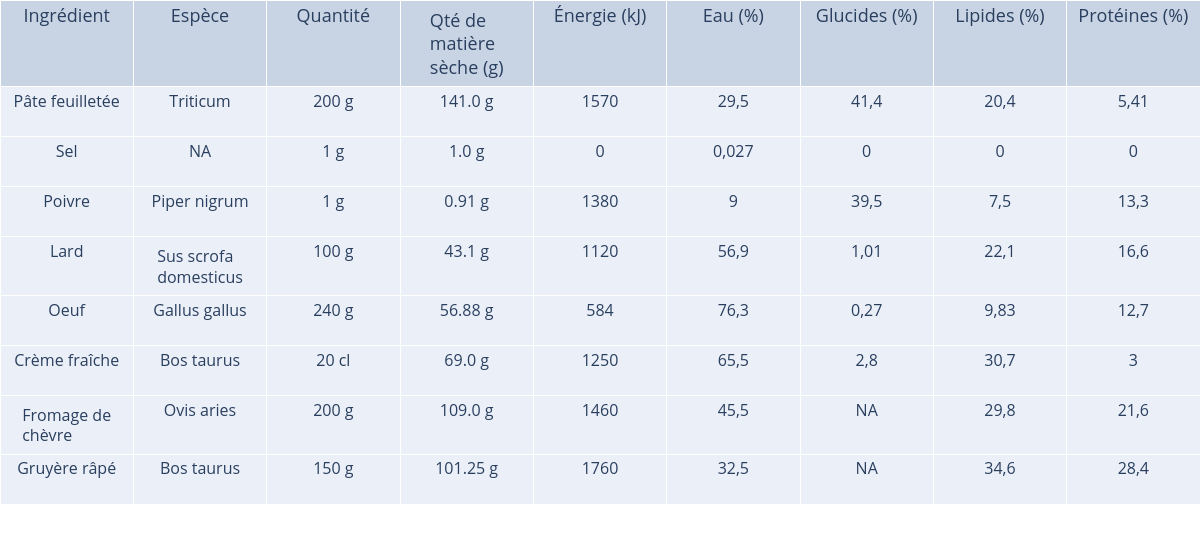 Ingrédient Espèce Quantité Qté de matière sèche (g) Énergie (kJ) Eau (%) Glucides (%) Lipides (%) Protéines (%)
Pâte feuilletée Triticum 200 g 141.0 g 1570 29,5 41,4 20,4 5,41
Sel NA 1 g 1.0 g 0 0,027 0 0 0
Poivre Piper nigrum 1 g 0.91 g 1380 9 39,5 7,5 13,3
Lard Sus scrofa domesticus 100 g 43.1 g 1120 56,9 1,01 22,1 16,6
Oeuf Gallus gallus 240 g 56.88 g 584 76,3 0,27 9,83 12,7
Crème fraîche Bos taurus 20 cl 69.0 g 1250 65,5 2,8 30,7 3
Fromage de chèvre Ovis aries 200 g 109.0 g 1460 45,5 NA 29,8 21,6
Gruyère râpé Bos taurus 150 g 101.25 g 1760 32,5 NA 34,6 28,4